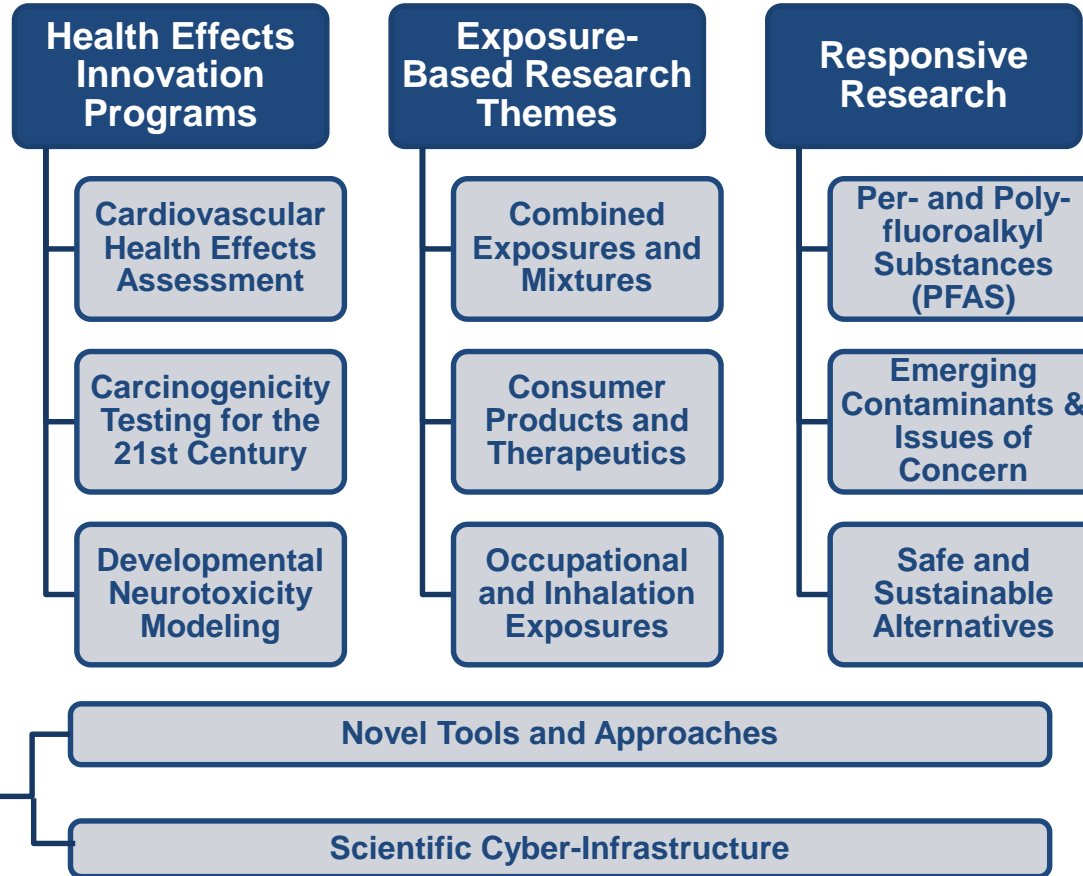 Health Effects
Innovation
Programs
Cardiovascular
Health Effects
Assessment
Carcinogenicity
Testing for the
21st Century
Developmental
Neurotoxicity
Modeling
Exposure-
Based Research
Themes
Combined
Exposures and
Mixtures
Consumer
Products and
Therapeutics
Occupational
and Inhalation
Exposures
Responsive
Research
Per- and Poly-
fluoroalkyl
Substances
(PFAS)
Emerging
Contaminants &
Issues of
Concern
Safe and
Sustainable
Alternatives
Novel Tools and Approaches
Scientific Cyber-Infrastructure